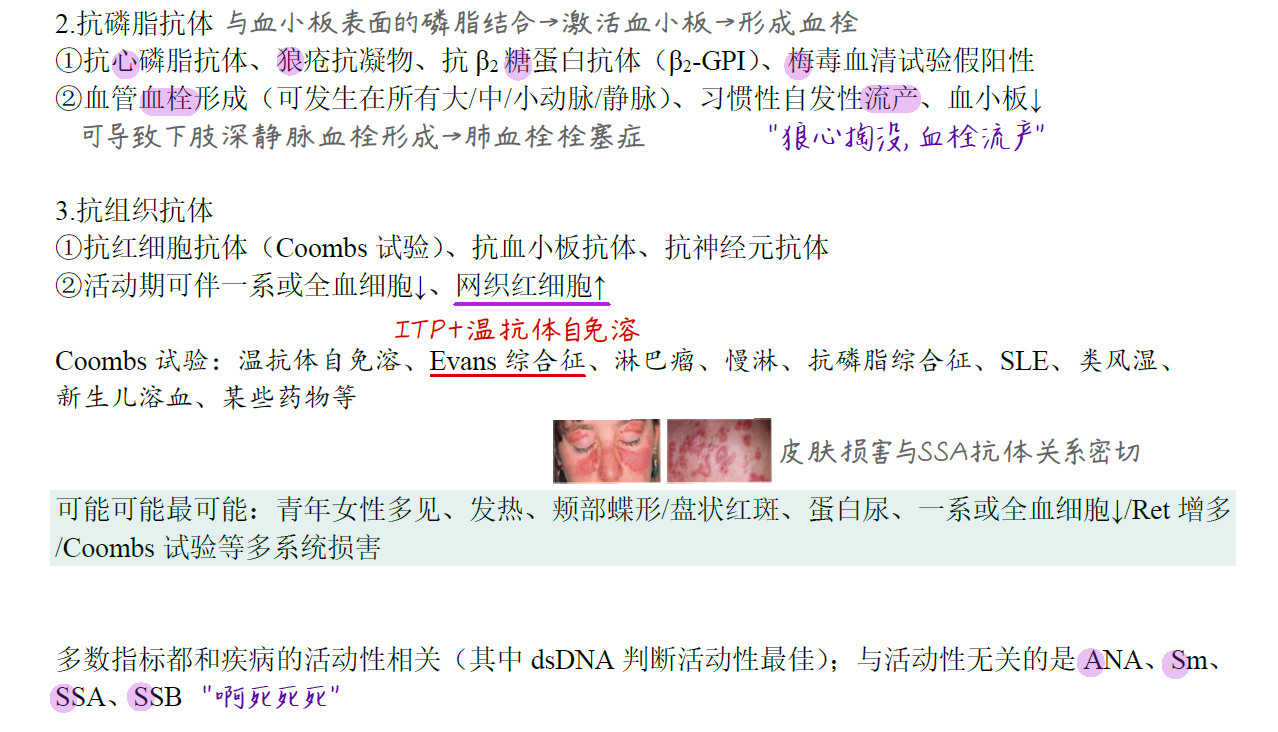 2.抗磷脂抗体 与血小板表面的磷脂结合→激活血小板→形成血栓
①抗心磷脂抗体、狼疮抗凝物、抗β₂糖蛋白抗体（β₂-GPI）、梅毒血清试验假阳性
②血管血栓形成（可发生在所有大/中/小动脉/静脉）、习惯性自发性流产、血小板↓
可导致下肢深静脉血栓形成→肺血栓栓塞症 "狼心掏没,血栓流产"
3.抗组织抗体
①抗红细胞抗体（Coombs 试验）、抗血小板抗体、抗神经元抗体
②活动期可伴一系或全血细胞↓、网织红细胞↑
ITP+温抗体自免溶
Coombs 试验：温抗体自免溶、Evans 综合征、淋巴瘤、慢淋、抗磷脂综合征、SLE、类风湿、
新生儿溶血、某些药物等
皮肤损害与SSA抗体关系密切
可能可能最可能：青年女性多见、发热、颊部蝶形/盘状红斑、蛋白尿、一系或全血细胞↓/Ret 增多
/Coombs 试验等多系统损害
多数指标都和疾病的活动性相关（其中 dsDNA 判断活动性最佳）；与活动性无关的是 ANA、Sm、
SSA、SSB "啊死死死"